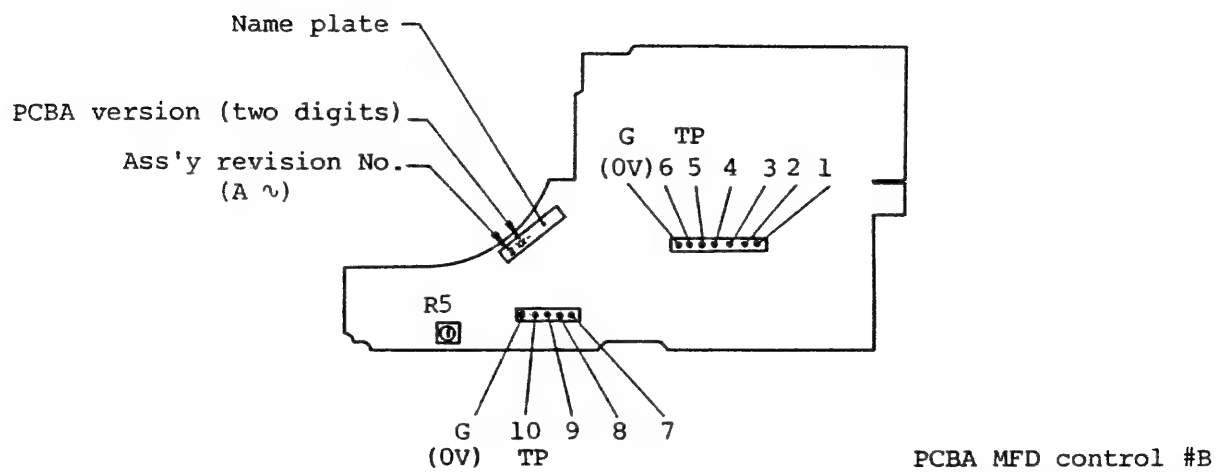 Name plate
PCBA version (two digits)
Ass'y revision No.
(A ∿)
G TP
(0V) 6 5 4 3 2 1
R5
G 10 9 8 7
(0V) TP
PCBA MFD control #B